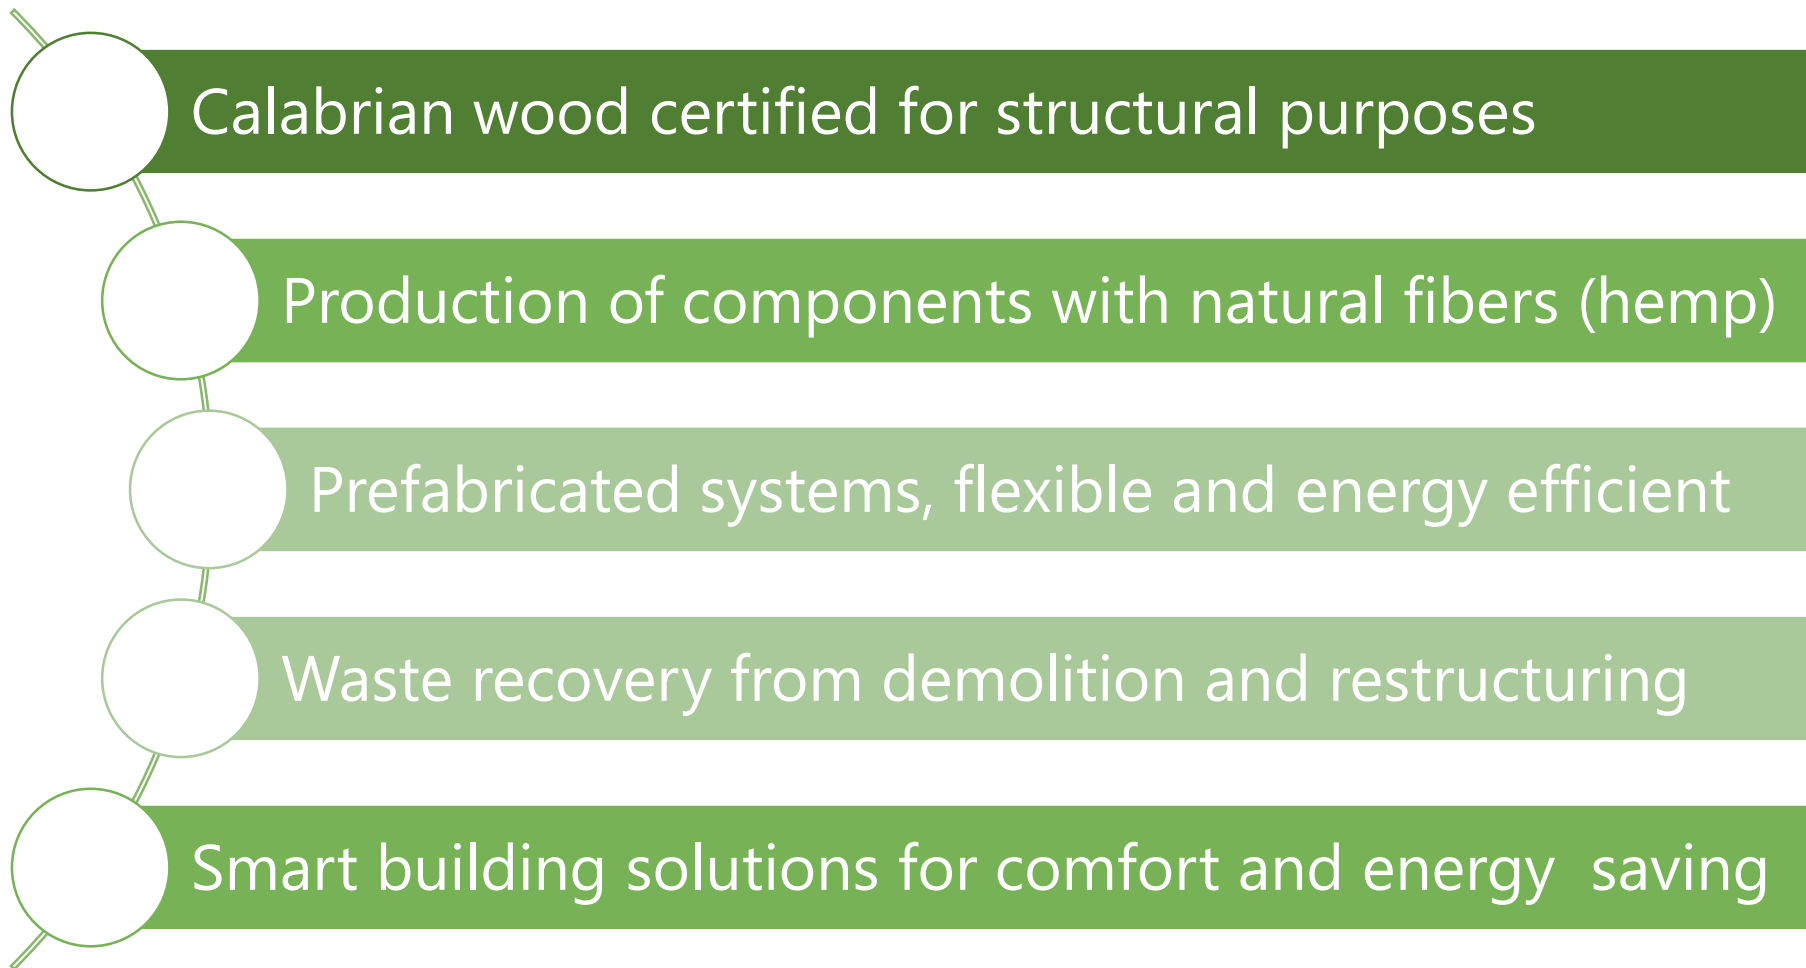 Calabrian wood certified for structural purposes
Production of components with natural fibers (hemp)
Prefabricated systems, flexible and energy efficient
Waste recovery from demolition and restructuring
Smart building solutions for comfort and energy  saving